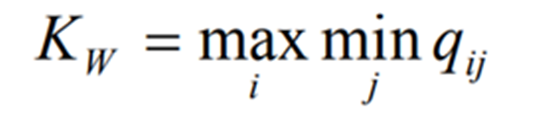 K_W = max_i min_j q_ij